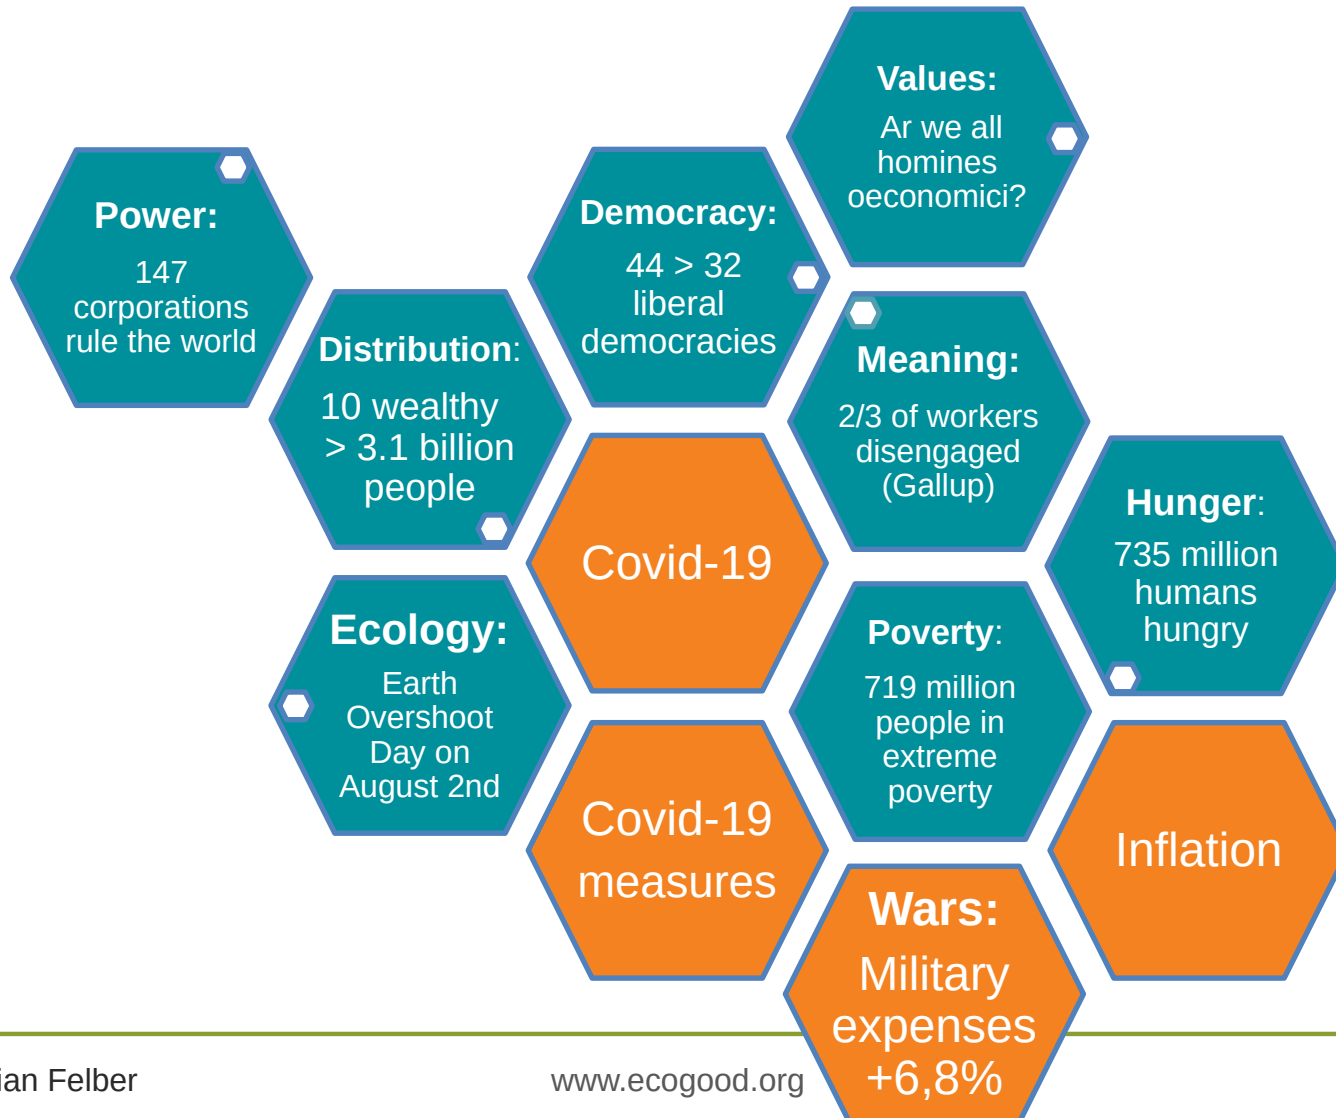 Values:
Ar we all
homines
oeconomici?
Power:
147
corporations
rule the world
Democracy:
44 > 32
liberal
democracies
Distribution:
10 wealthy
> 3.1 billion
people
Meaning:
2/3 of workers
disengaged
(Gallup)
Hunger:
735 million
humans
hungry
Covid-19
Ecology:
Earth
Overshoot
Day on
August 2nd
Poverty:
719 million
people in
extreme
poverty
Covid-19
measures
Inflation
Wars:
Military
expenses
+6,8%
ian Felber
www.ecogood.org